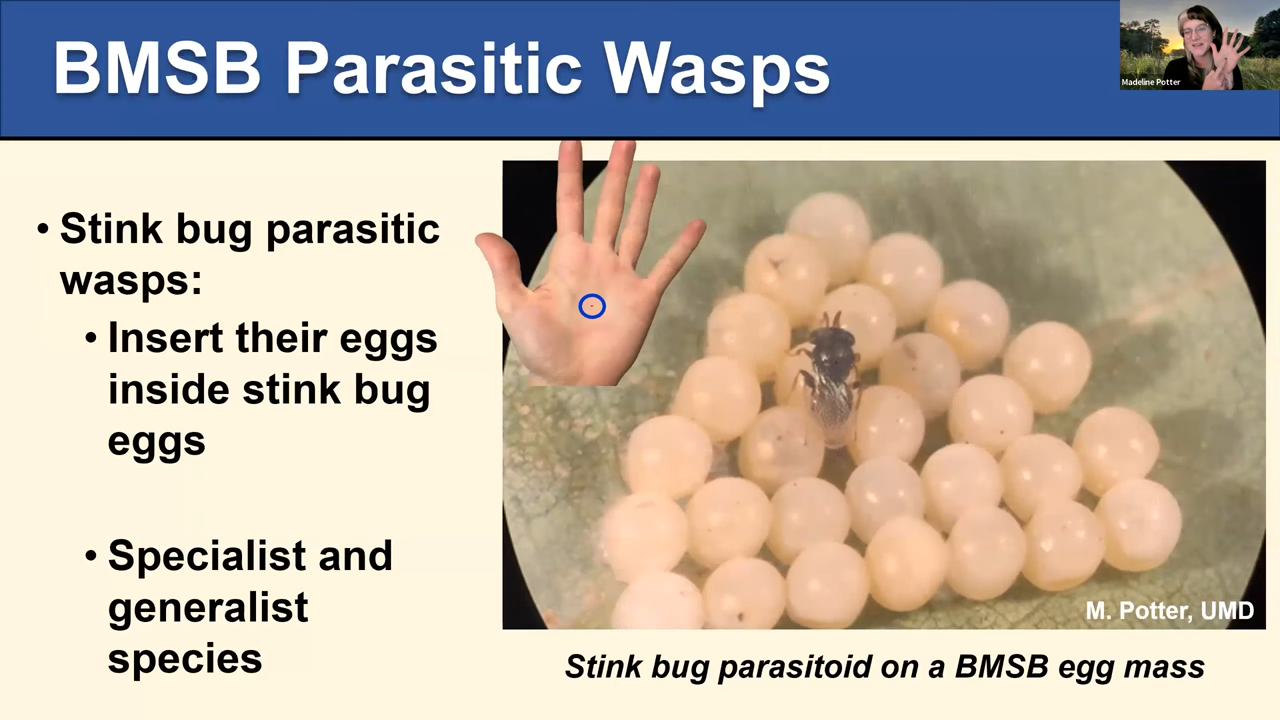 BMSB Parasitic Wasps
Madeline Potter
• Stink bug parasitic
wasps:
• Insert their eggs
inside stink bug
eggs
• Specialist and
generalist
species
M. Potter, UMD
Stink bug parasitoid on a BMSB egg mass